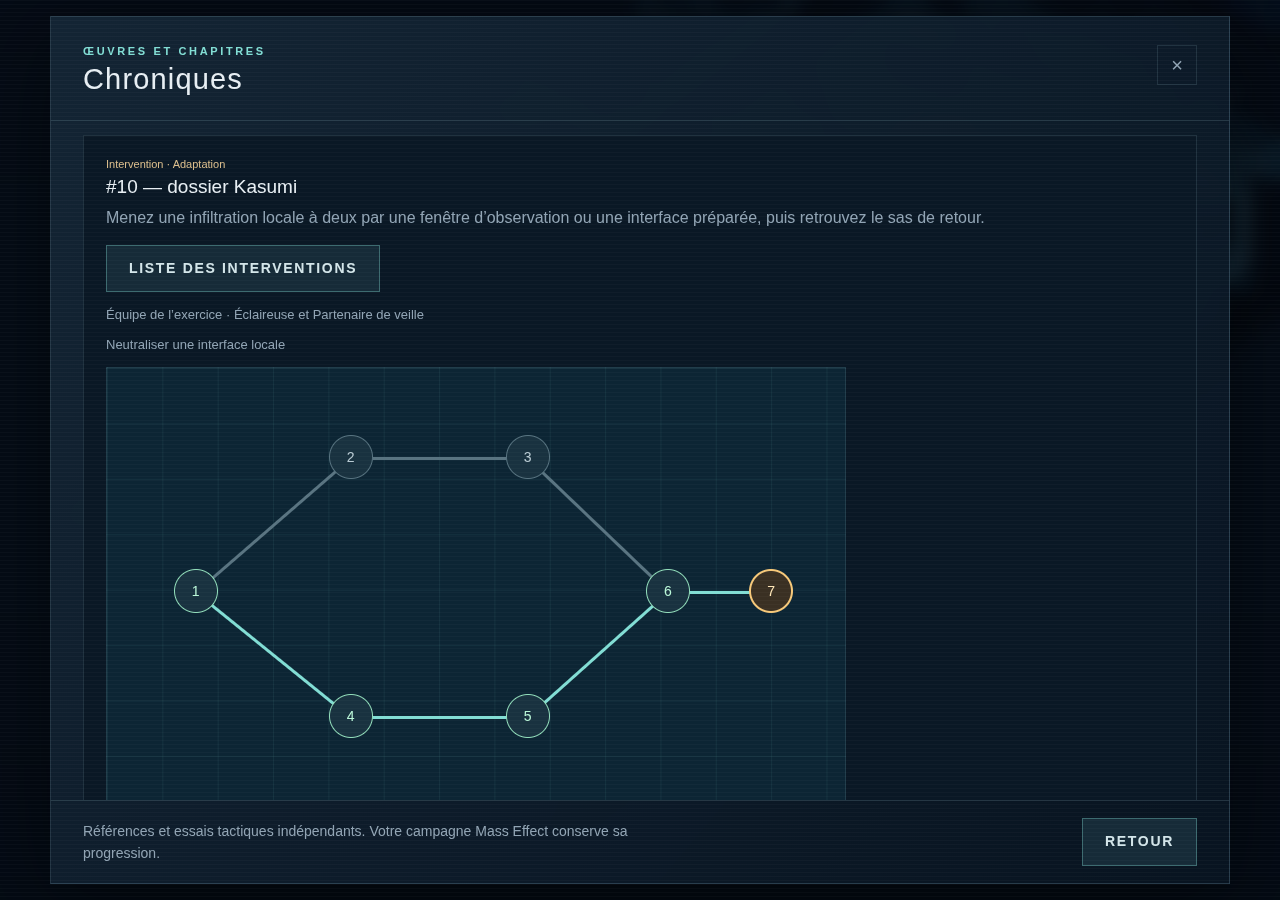 ŒUVRES ET CHAPITRES
Chroniques
×
Intervention · Adaptation
#10 — dossier Kasumi
Menez une infiltration locale à deux par une fenêtre d’observation ou une interface préparée, puis retrouvez le sas de retour.
LISTE DES INTERVENTIONS
Équipe de l’exercice · Éclaireuse et Partenaire de veille
Neutraliser une interface locale
2
3
1
6
7
4
5
Références et essais tactiques indépendants. Votre campagne Mass Effect conserve sa
progression.
RETOUR